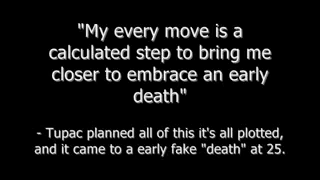 "My every move is a
calculated step to bring me
closer to embrace an early
death"
- Tupac planned all of this it's all plotted,
and it came to a early fake "death" at 25.